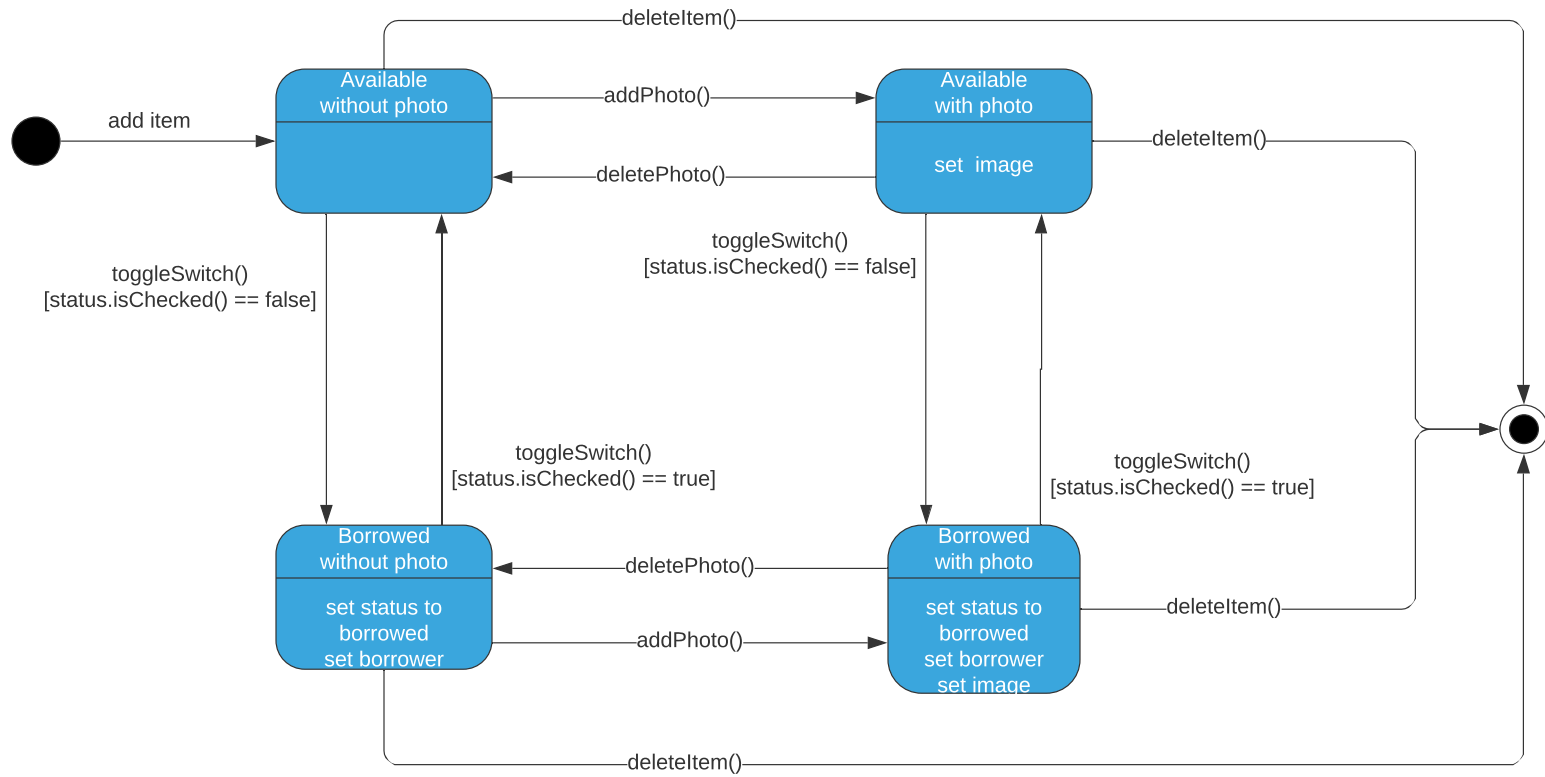 deleteItem()
Available
without photo
addPhoto()
Available
with photo
add item
deleteItem()
set  image
deletePhoto()
toggleSwitch()
[status.isChecked() == false]
toggleSwitch()
[status.isChecked() == false]
toggleSwitch()
[status.isChecked() == true]
toggleSwitch()
[status.isChecked() == true]
Borrowed
without photo
deletePhoto()
Borrowed
with photo
set status to
borrowed
set borrower
addPhoto()
set status to
borrowed
set borrower
set image
deleteItem()
deleteItem()